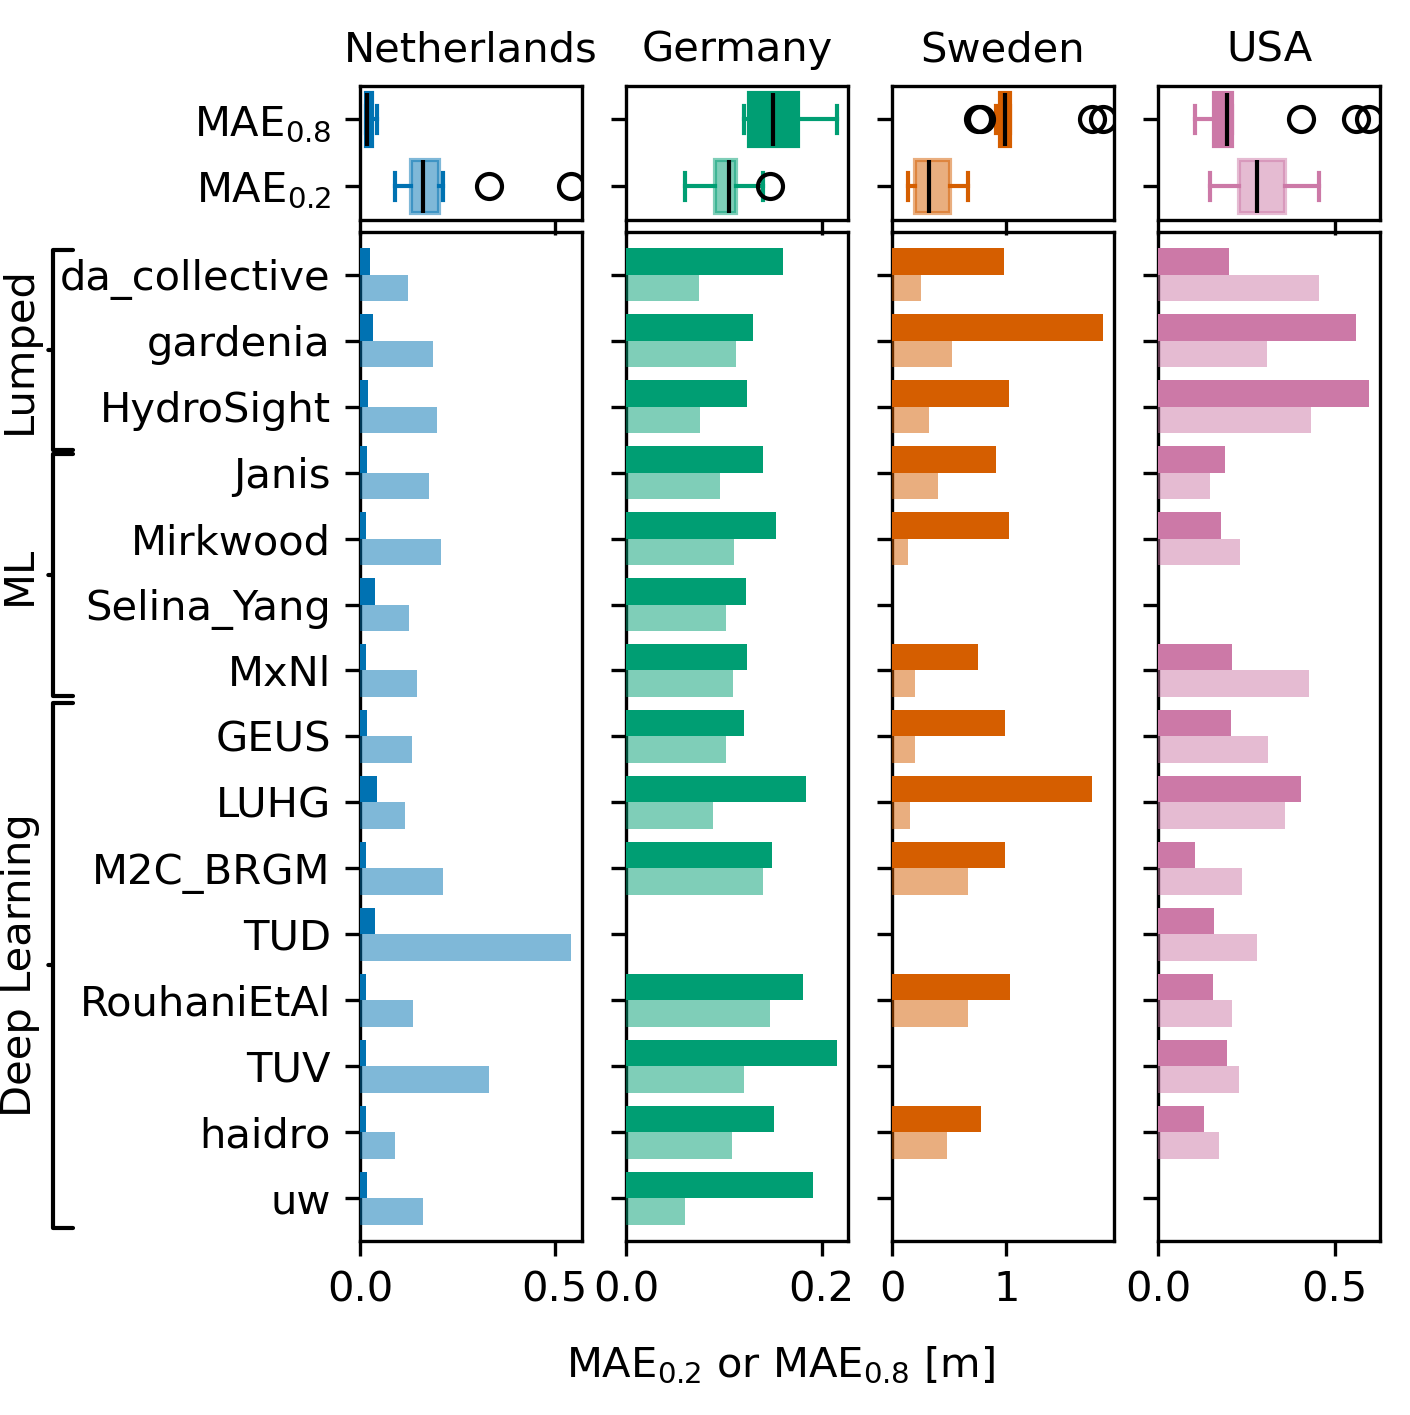 Netherlands Germany Sweden USA
MAE0.8
MAE0.2
Lumped
da_collective
gardenia
HydroSight
ML
Janis
Mirkwood
Selina_Yang
MxNl
Deep Learning
GEUS
LUHG
M2C_BRGM
TUD
RouhaniEtAl
TUV
haidro
uw
0.0 0.5 0.0 0.2 0 1 0.0 0.5
MAE0.2 or MAE0.8 [m]